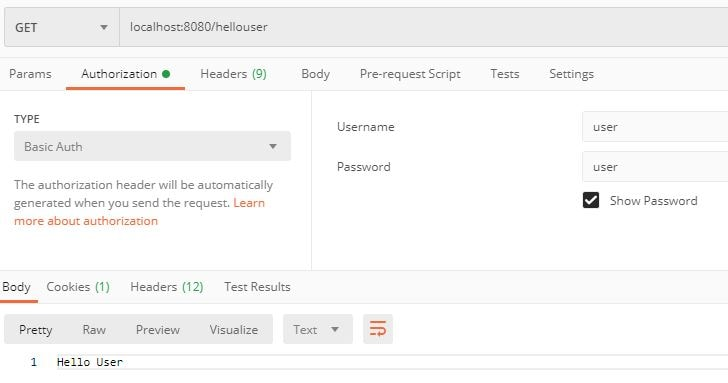 GET localhost:8080/hellouser
Params Authorization Headers (9) Body Pre-request Script Tests Settings
TYPE
Basic Auth
The authorization header will be automatically
generated when you send the request. Learn
more about authorization
Username user
Password user
Show Password
Body Cookies (1) Headers (12) Test Results
Pretty Raw Preview Visualize Text
1 Hello User